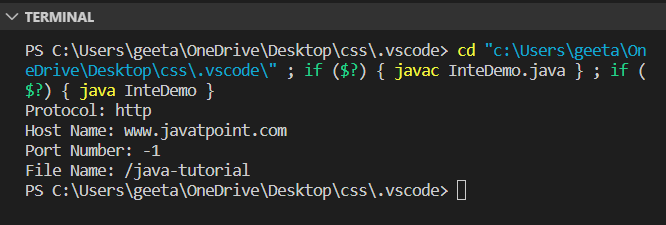 TERMINAL
PS C:\Users\geeta\OneDrive\Desktop\css\.vscode> cd "c:\Users\geeta\On
eDrive\Desktop\css\.vscode\" ; if ($?) { javac InteDemo.java } ; if (
$?) { java InteDemo }
Protocol: http
Host Name: www.javatpoint.com
Port Number: -1
File Name: /java-tutorial
PS C:\Users\geeta\OneDrive\Desktop\css\.vscode>